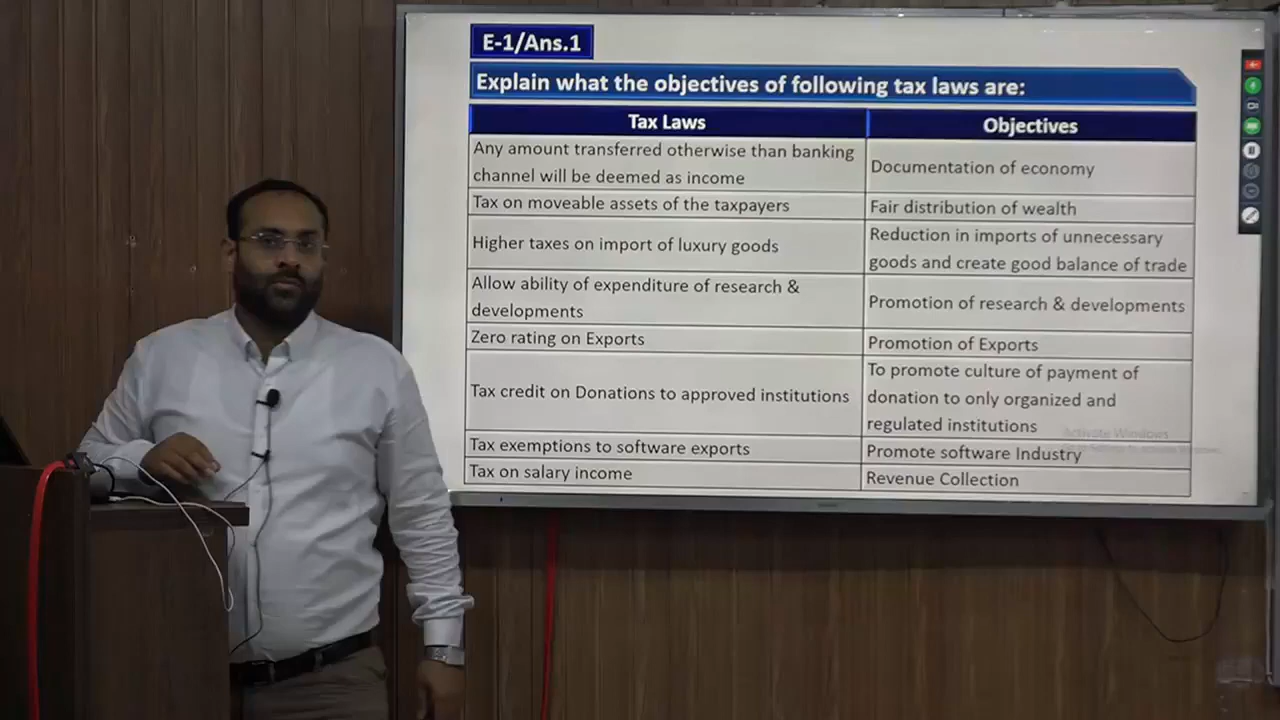 E-1/Ans.1
Explain what the objectives of following tax laws are:
Tax Laws
Objectives
Any amount transferred otherwise than banking
channel will be deemed as income
Documentation of economy
Tax on moveable assets of the taxpayers
Fair distribution of wealth
Higher taxes on import of luxury goods
Reduction in imports of unnecessary
goods and create good balance of trade
Allow ability of expenditure of research &
developments
Promotion of research & developments
Zero rating on Exports
Promotion of Exports
Tax credit on Donations to approved institutions
To promote culture of payment of
donation to only organized and
regulated institutions
Tax exemptions to software exports
Promote software Industry
Tax on salary income
Revenue Collection
Activate Windows